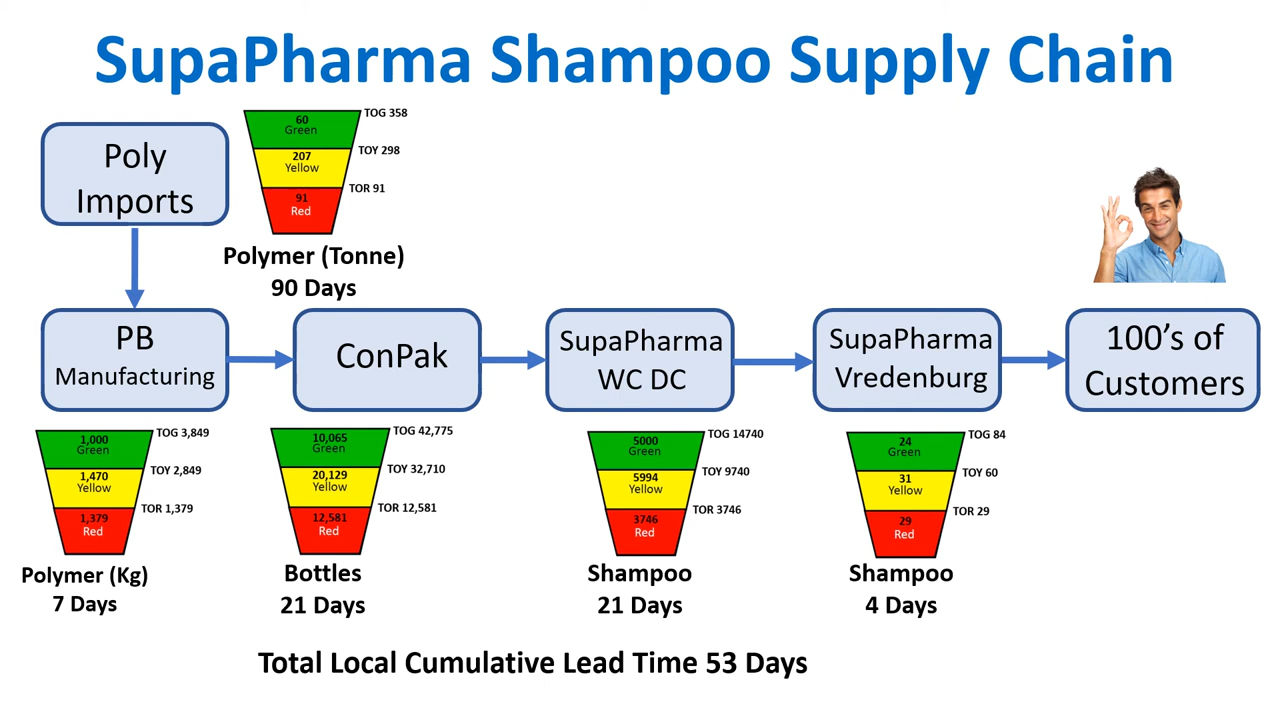 SupaPharma Shampoo Supply Chain
Poly
Imports
60
Green
207
Yellow
91
Red
TOG 358
TOY 298
TOR 91
Polymer (Tonne)
90 Days
PB
Manufacturing
ConPak
SupaPharma
WC DC
SupaPharma
Vredenburg
100's of
Customers
1,000
Green
1,470
Yellow
1,379
Red
TOG 3,849
TOY 2,849
TOR 1,379
Polymer (Kg)
7 Days
10,065
Green
20,129
Yellow
12,581
Red
TOG 42,775
TOY 32,710
TOR 12,581
Bottles
21 Days
5000
Green
5994
Yellow
3746
Red
TOG 14740
TOY 9740
TOR 3746
Shampoo
21 Days
24
Green
31
Yellow
29
Red
TOG 84
TOY 60
TOR 29
Shampoo
4 Days
Total Local Cumulative Lead Time 53 Days